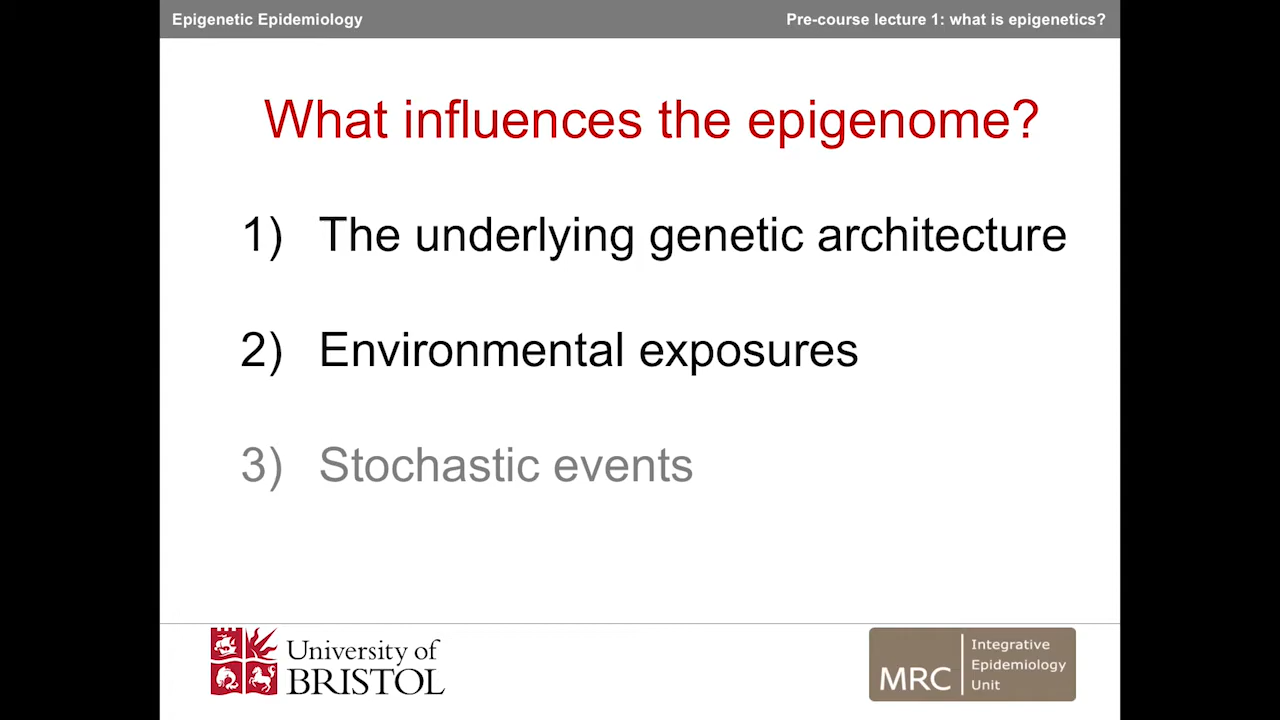 Epigenetic Epidemiology
Pre-course lecture 1: what is epigenetics?
What influences the epigenome?
1) The underlying genetic architecture
2) Environmental exposures
3) Stochastic events
University of
BRISTOL
MRC
Integrative
Epidemiology
Unit